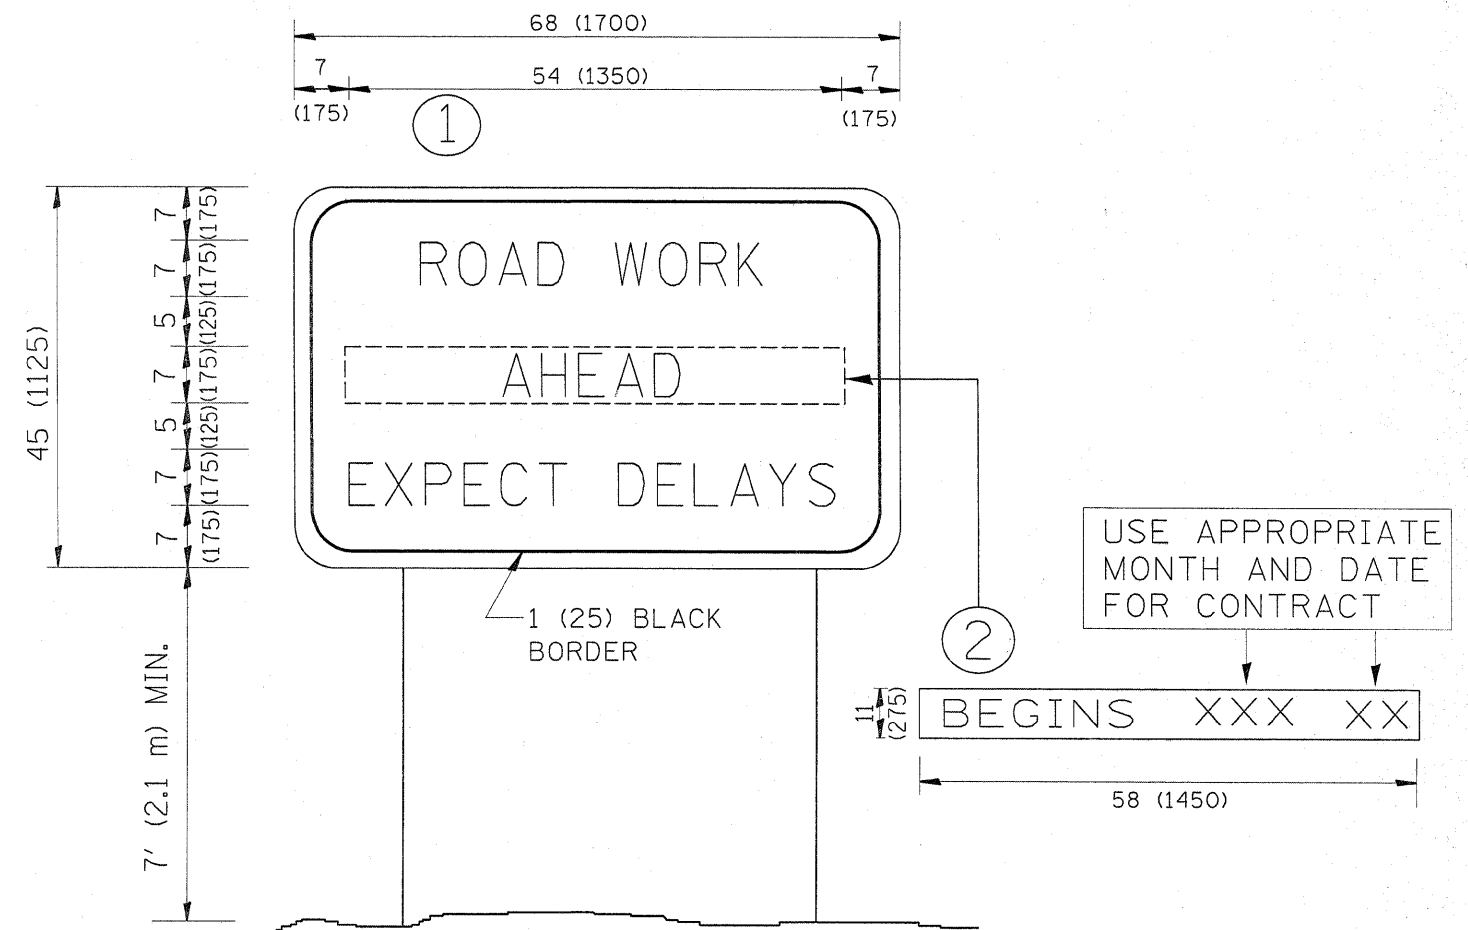 68 (1700)
7
54 (1350)
7
(175)
(175)
1
7
(175)
7
(175)
5
(125)
7
(175)
5
(125)
7
(175)
7
(175)
45 (1125)
ROAD WORK
AHEAD
EXPECT DELAYS
1 (25) BLACK
BORDER
7' (2.1 m) MIN.
USE APPROPRIATE
MONTH AND DATE
FOR CONTRACT
2
11
(275)
BEGINS XXX XX
58 (1450)